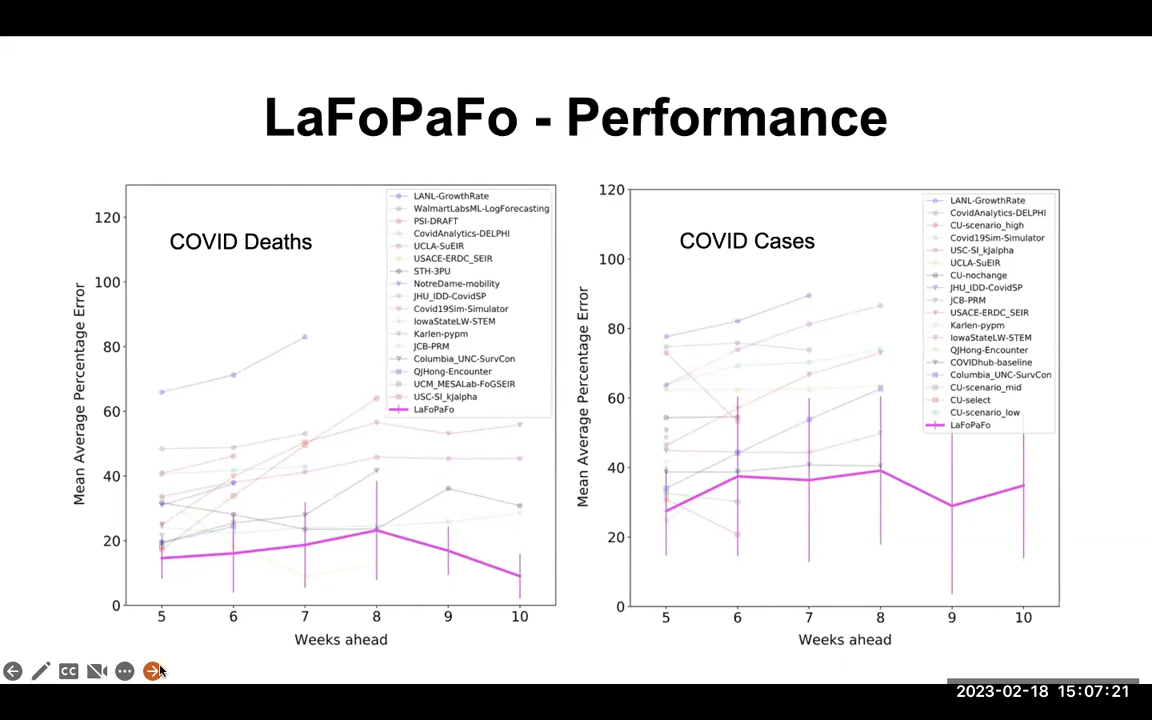 LaFoPaFo - Performance
COVID Deaths
Mean Average Percentage Error
120
100
80
60
40
20
0
5 6 7 8 9 10
Weeks ahead
LANL-GrowthRate
WalmartLabsML-LogForecasting
PSI-DRAFT
CovidAnalytics-DELPHI
UCLA-SuEIR
USACE-ERDC_SEIR
STH-3PU
NotreDame-mobility
JHU_IDD-CovidSP
Covid19Sim-Simulator
IowaStateLW-STEM
Karlen-pypm
JCB-PRM
Columbia_UNC-SurvCon
QJHong-Encounter
UCM_MESALab-FoGSEIR
USC-SI_kJalpha
LaFoPaFo
COVID Cases
Mean Average Percentage Error
120
100
80
60
40
20
0
5 6 7 8 9 10
Weeks ahead
LANL-GrowthRate
CovidAnalytics-DELPHI
CU-scenario_high
Covid19Sim-Simulator
USC-SI_kJalpha
UCLA-SuEIR
CU-nochange
JHU_IDD-CovidSP
JCB-PRM
USACE-ERDC_SEIR
Karlen-pypm
IowaStateLW-STEM
QJHong-Encounter
COVIDhub-baseline
Columbia_UNC-SurvCon
CU-scenario_mid
CU-select
CU-scenario_low
LaFoPaFo
CC
2023-02-18 15:07:21